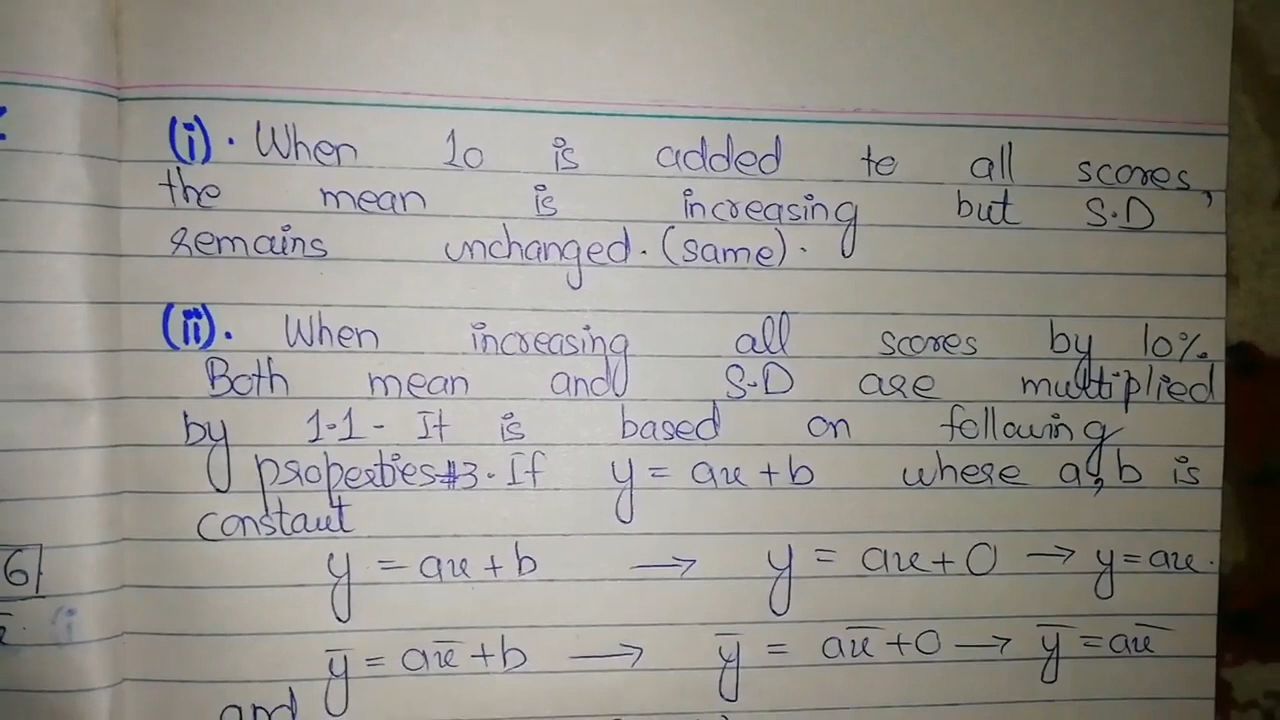 (i). When 10 is added to all scores,
the mean is increasing but S.D
remains unchanged. (same).
(ii). When increasing all scores by 10%.
Both mean and S.D are multiplied
by 1.1. It is based on following
properties#3. If y = ax + b where a,b is
constant
y = ax + b → y = ax + 0 → y = ax.
6
ȳ = ax̄ + b → ȳ = ax̄ + 0 → ȳ = ax̄
and